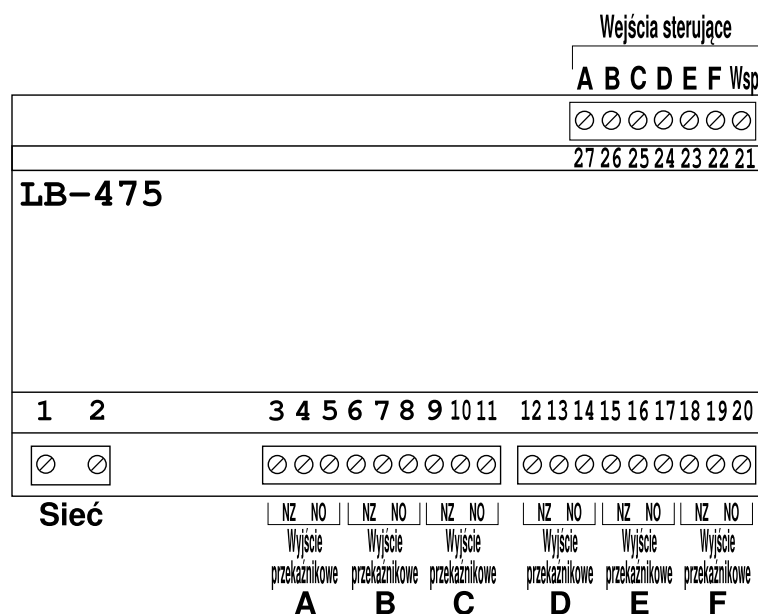 Wejścia sterujące
A B C D E F Wsp
27 26 25 24 23 22 21
LB-475
1 2 3 4 5 6 7 8 9 10 11 12 13 14 15 16 17 18 19 20
Sieć
NZ NO NZ NO NZ NO NZ NO NZ NO NZ NO
Wyjście Wyjście Wyjście Wyjście Wyjście Wyjście
przekaźnikowe przekaźnikowe przekaźnikowe przekaźnikowe przekaźnikowe przekaźnikowe
A B C D E F